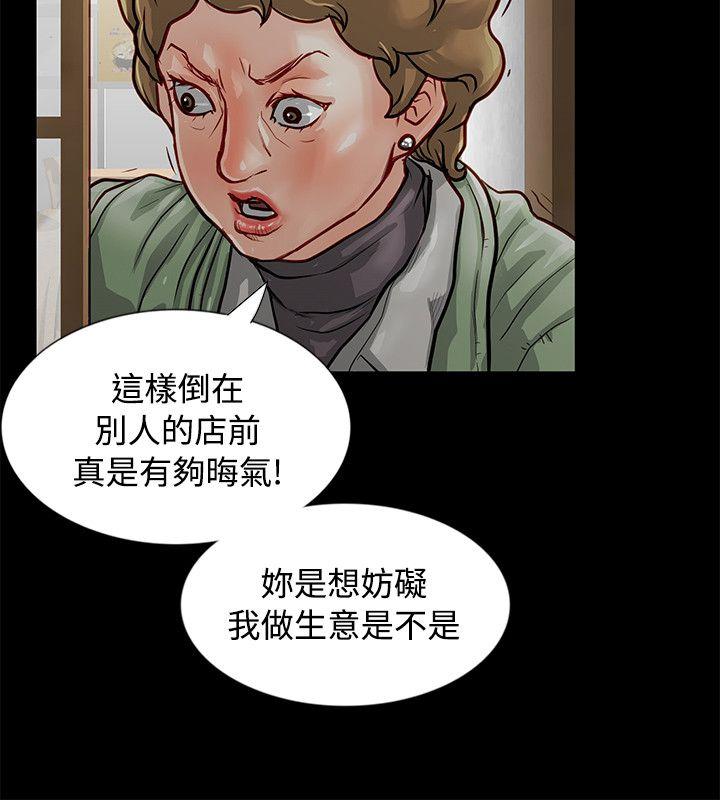 這樣倒在
別人的店前
真是有夠晦氣!
妳是想妨礙
我做生意是不是